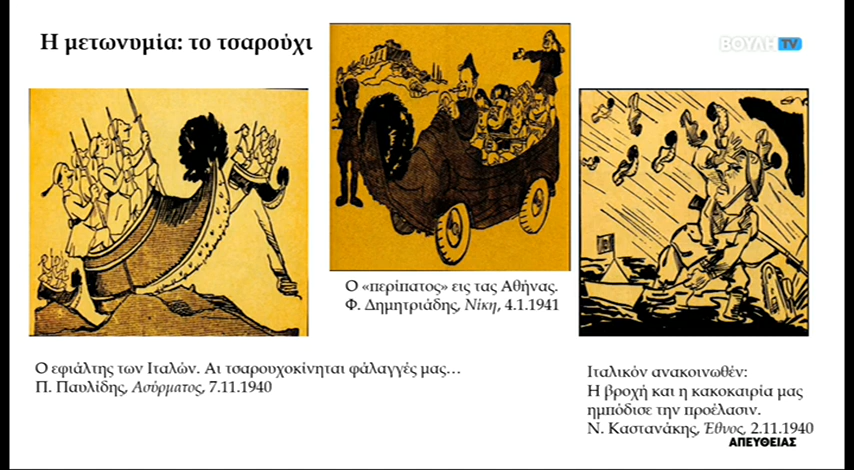 Η μετωνυμία: το τσαρούχι
ΒΟΥΛΗ TV
Ο «περίπατος» εις τας Αθήνας.
Φ. Δημητριάδης, Νίκη, 4.1.1941
Ο εφιάλτης των Ιταλών. Αι τσαρουχοκίνηται φάλαγγές μας...
Π. Παυλίδης, Ασύρματος, 7.11.1940
Ιταλικόν ανακοινωθέν:
Η βροχή και η κακοκαιρία μας
ημπόδισε την προέλασιν.
Ν. Καστανάκης, Έθνος, 2.11.1940
ΑΠΕΥΘΕΙΑΣ